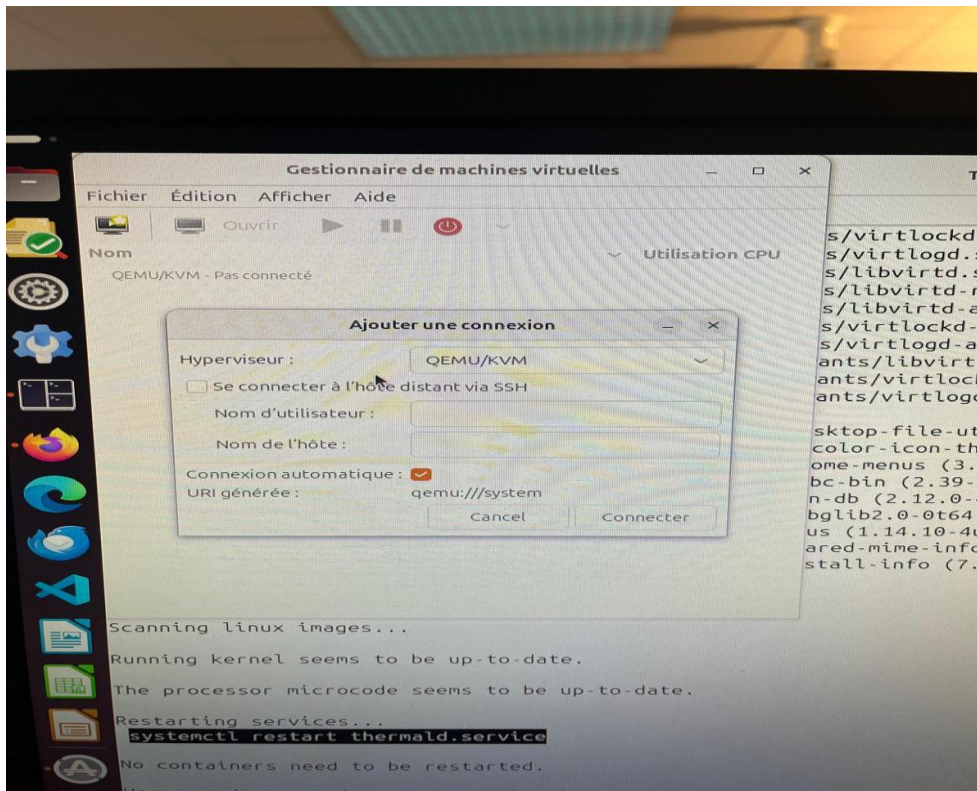 Gestionnaire de machines virtuelles
Fichier Édition Afficher Aide
Ouvrir
Nom Utilisation CPU
QEMU/KVM - Pas connecté
Ajouter une connexion
Hyperviseur : QEMU/KVM
Se connecter à l'hôte distant via SSH
Nom d'utilisateur :
Nom de l'hôte :
Connexion automatique :
URI générée : qemu:///system
Cancel Connecter
s/virtlockd
s/virtlogd.s
s/libvirtd.s
s/libvirtd-r
s/libvirtd-a
s/virtlockd-
s/virtlogd-a
ants/libvirt
ants/virtloc
ants/virtlog
sktop-file-ut
color-icon-th
ome-menus (3.
bc-bin (2.39-
n-db (2.12.0-
bglib2.0-0t64
us (1.14.10-4u
ared-mime-info
stall-info (7.
Scanning linux images...
Running kernel seems to be up-to-date.
The processor microcode seems to be up-to-date.
Restarting services...
systemctl restart thermald.service
No containers need to be restarted.